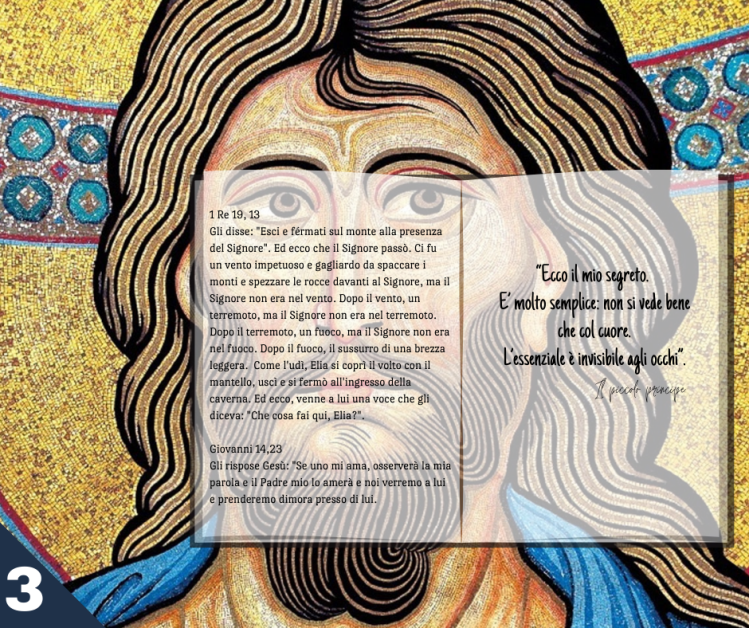 1 Re 19, 13
Gli disse: "Esci e férmati sul monte alla presenza
del Signore". Ed ecco che il Signore passò. Ci fu
un vento impetuoso e gagliardo da spaccare i
monti e spezzare le rocce davanti al Signore, ma il
Signore non era nel vento. Dopo il vento, un
terremoto, ma il Signore non era nel terremoto.
Dopo il terremoto, un fuoco, ma il Signore non era
nel fuoco. Dopo il fuoco, il sussurro di una brezza
leggera. Come l'udì, Elia si coprì il volto con il
mantello, uscì e si fermò all'ingresso della
caverna. Ed ecco, venne a lui una voce che gli
diceva: "Che cosa fai qui, Elia?".
Giovanni 14,23
Gli rispose Gesù: "Se uno mi ama, osserverà la mia
parola e il Padre mio lo amerà e noi verremo a lui
e prenderemo dimora presso di lui.
"Ecco il mio segreto.
E' molto semplice: non si vede bene
che col cuore.
L'essenziale è invisibile agli occhi".
Il piccolo principe
3